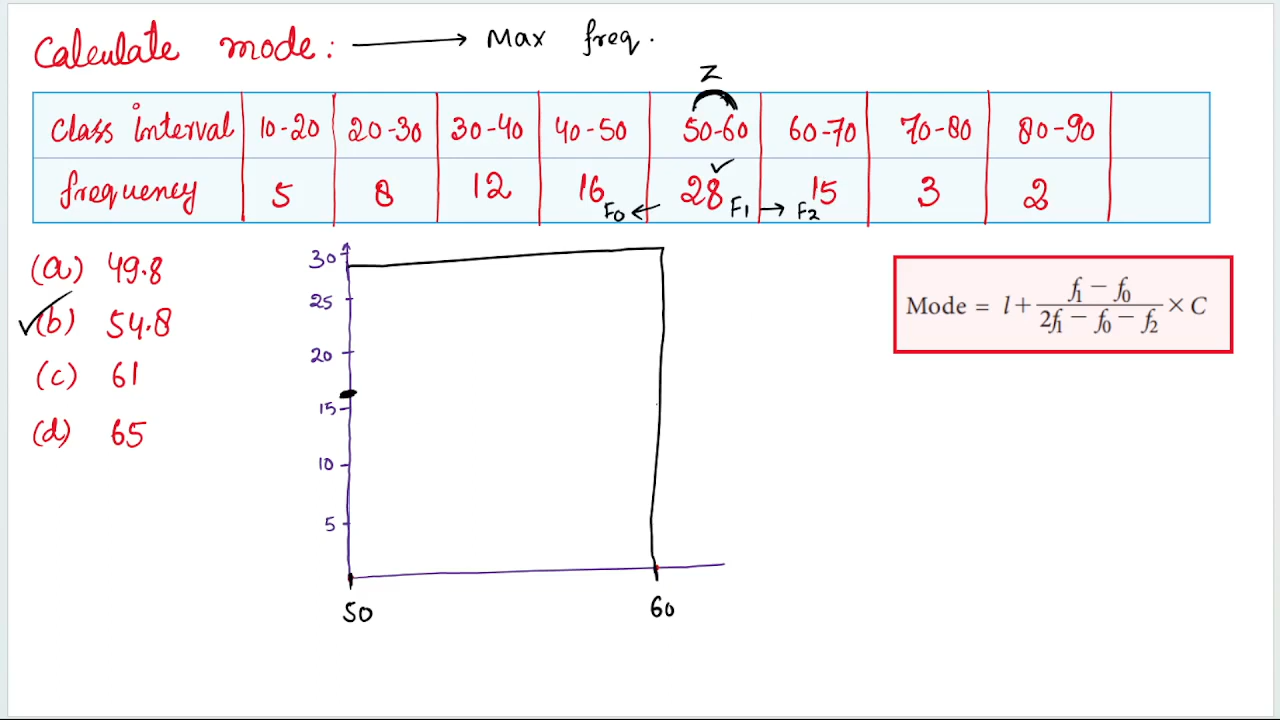 Calculate mode: → Max freq.
Z
Class interval 10-20 20-30 30-40 40-50 50-60 60-70 70-80 80-90
frequency 5 8 12 16 28 15 3 2
F0 ← F1 → F2
(a) 49.8
✓(b) 54.8
(c) 61
(d) 65
30
25
20
15
10
5
50 60
Mode = l + (f₁ − f₀) / (2f₁ − f₀ − f₂) × C